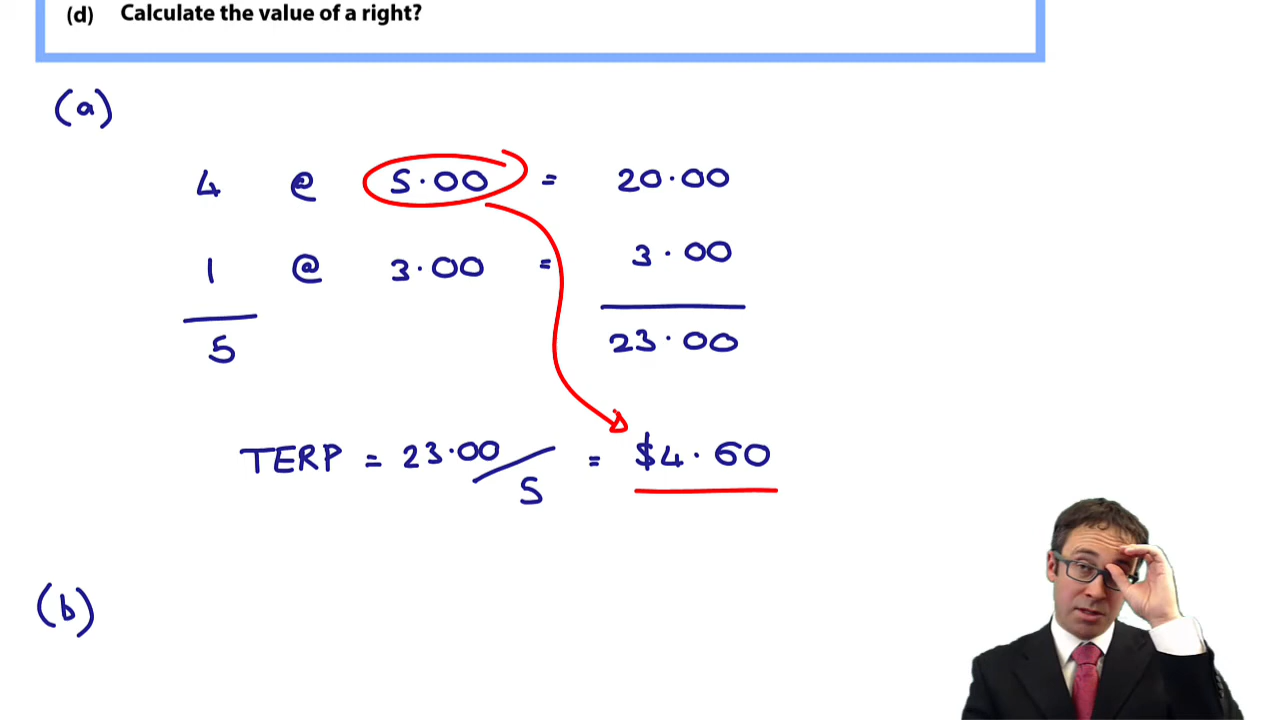 (d) Calculate the value of a right?
(a)
4 @ 5.00 = 20.00
1 @ 3.00 = 3.00
5 23.00
TERP = 23.00/5 = $4.60
(b)